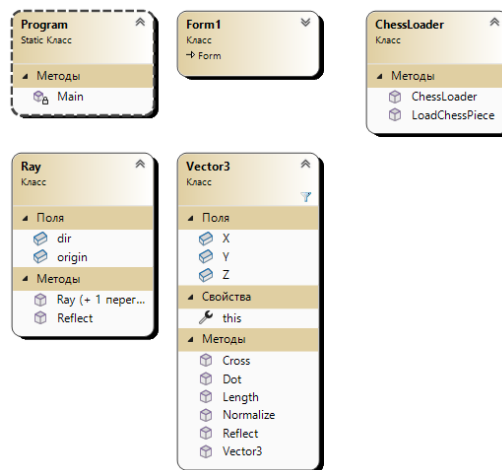 Program
Static Класс
Методы
Main
Form1
Класс
Form
ChessLoader
Класс
Методы
ChessLoader
LoadChessPiece
Ray
Класс
Поля
dir
origin
Методы
Ray (+ 1 перег...
Reflect
Vector3
Класс
Поля
X
Y
Z
Свойства
this
Методы
Cross
Dot
Length
Normalize
Reflect
Vector3